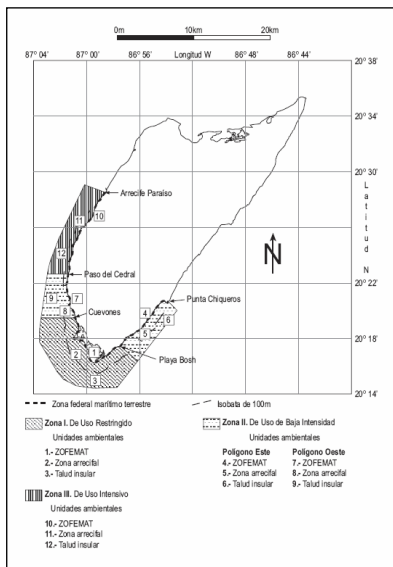 0m 10km 20km
87° 04' 87° 00' 86° 56' Longitud W 86° 48' 86° 44'
20° 38'
20° 34'
20° 30'
Latitud N
20° 22'
20° 18'
20° 14'
Arrecife Paraíso
10
11
12
Paso del Cedral
N
9 7
Punta Chiqueros
8 Cuevones
4 6
5
2 1
Playa Bosh
3
Zona federal marítimo terrestre
Isobata de 100m
Zona I. De Uso Restringido
Unidades ambientales
1.- ZOFEMAT
2.- Zona arrecifal
3.- Talud insular
Zona II. De Uso de Baja Intensidad
Unidades ambientales
Polígono Este Polígono Oeste
4.- ZOFEMAT 7.- ZOFEMAT
5.- Zona arrecifal 8.- Zona arrecifal
6.- Talud insular 9.- Talud insular
Zona III. De Uso Intensivo
Unidades ambientales
10.- ZOFEMAT
11.- Zona arrecifal
12.- Talud insular